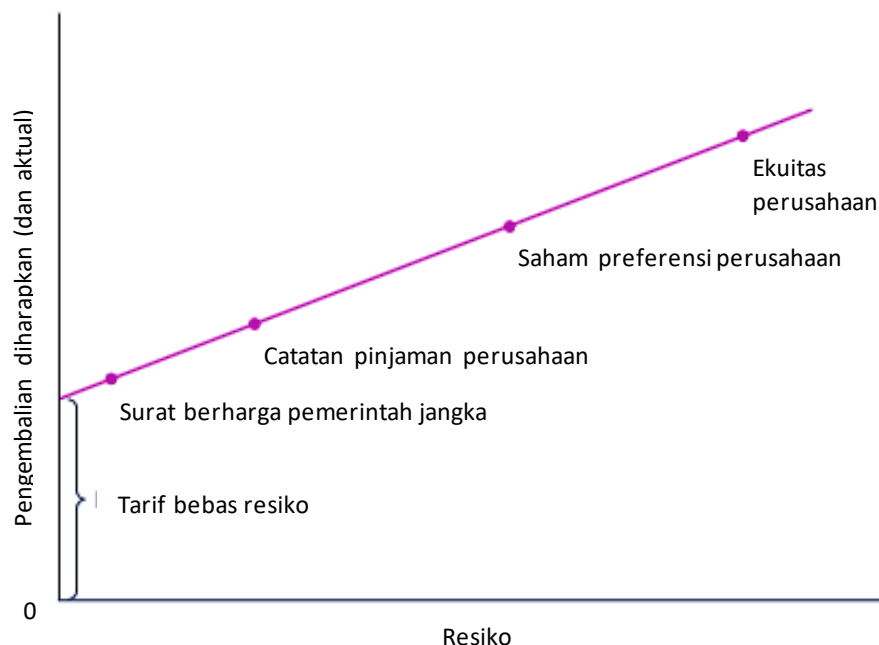 Pengembalian diharapkan (dan aktual)
Ekuitas
perusahaan
Saham preferensi perusahaan
Catatan pinjaman perusahaan
Surat berharga pemerintah jangka
Tarif bebas resiko
0
Resiko